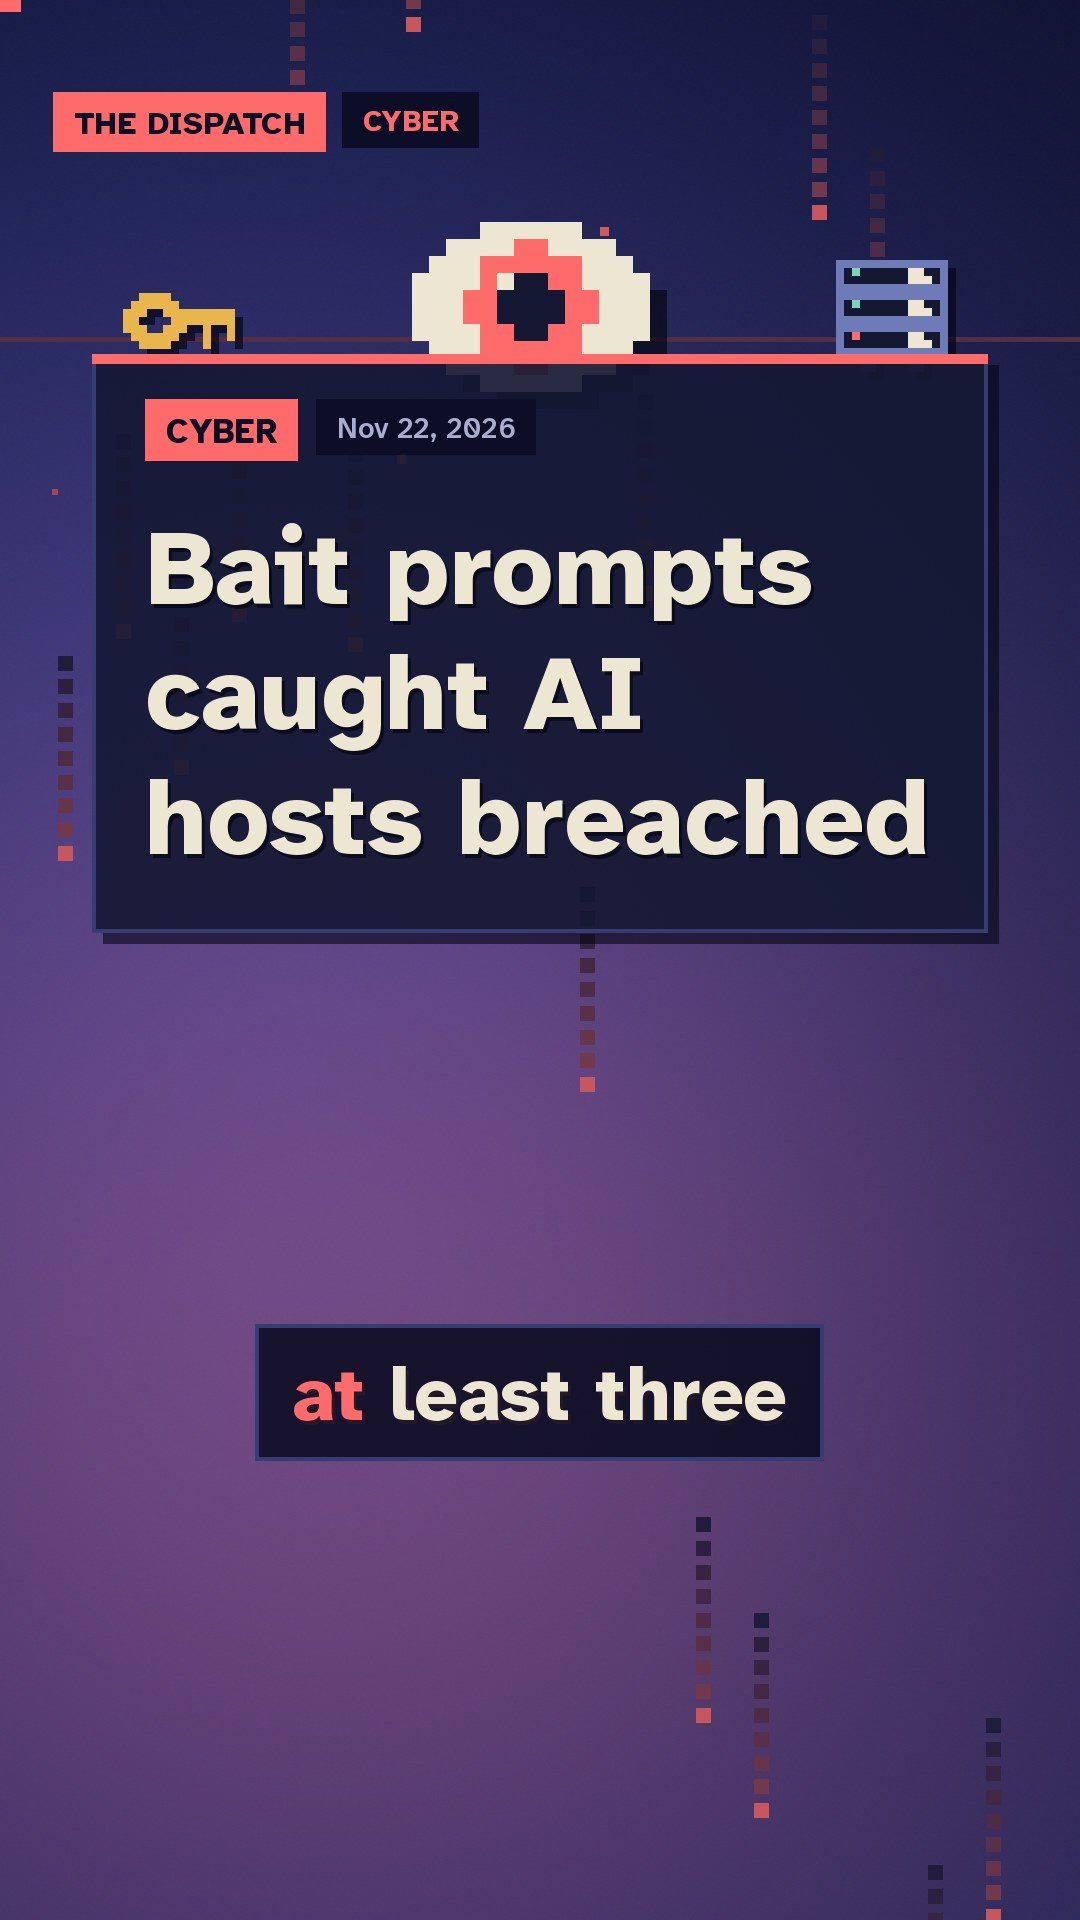 THE DISPATCH CYBER
CYBER Nov 22, 2026
Bait prompts
caught AI
hosts breached
at least three